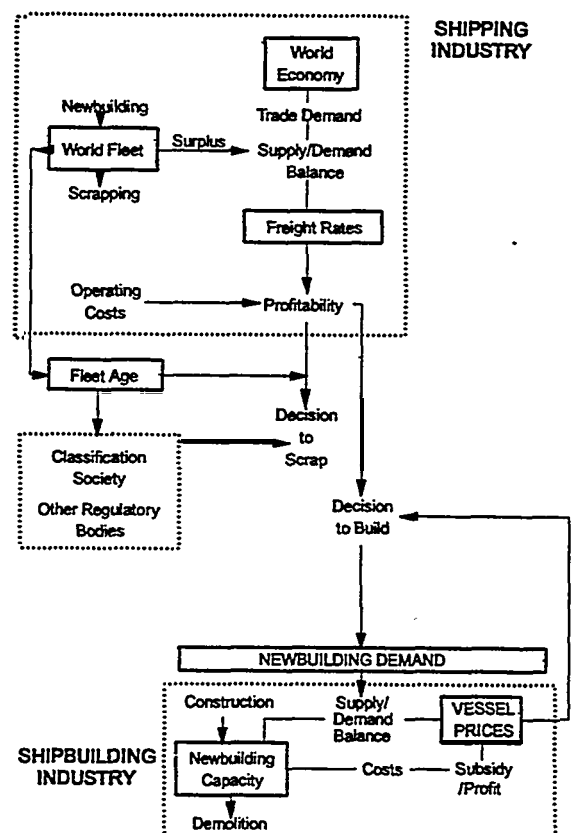 SHIPPING
INDUSTRY
World
Economy
Newbuilding
Trade Demand
World Fleet
Surplus
Supply/Demand
Balance
Scrapping
Freight Rates
Operating
Costs
Profitability
Fleet Age
Decision
to
Scrap
Classification
Society
Other Regulatory
Bodies
Decision
to Build
NEWBUILDING DEMAND
Construction
Supply/
Demand
Balance
VESSEL
PRICES
SHIPBUILDING
INDUSTRY
Newbuilding
Capacity
Costs
Subsidy
/Profit
Demolition